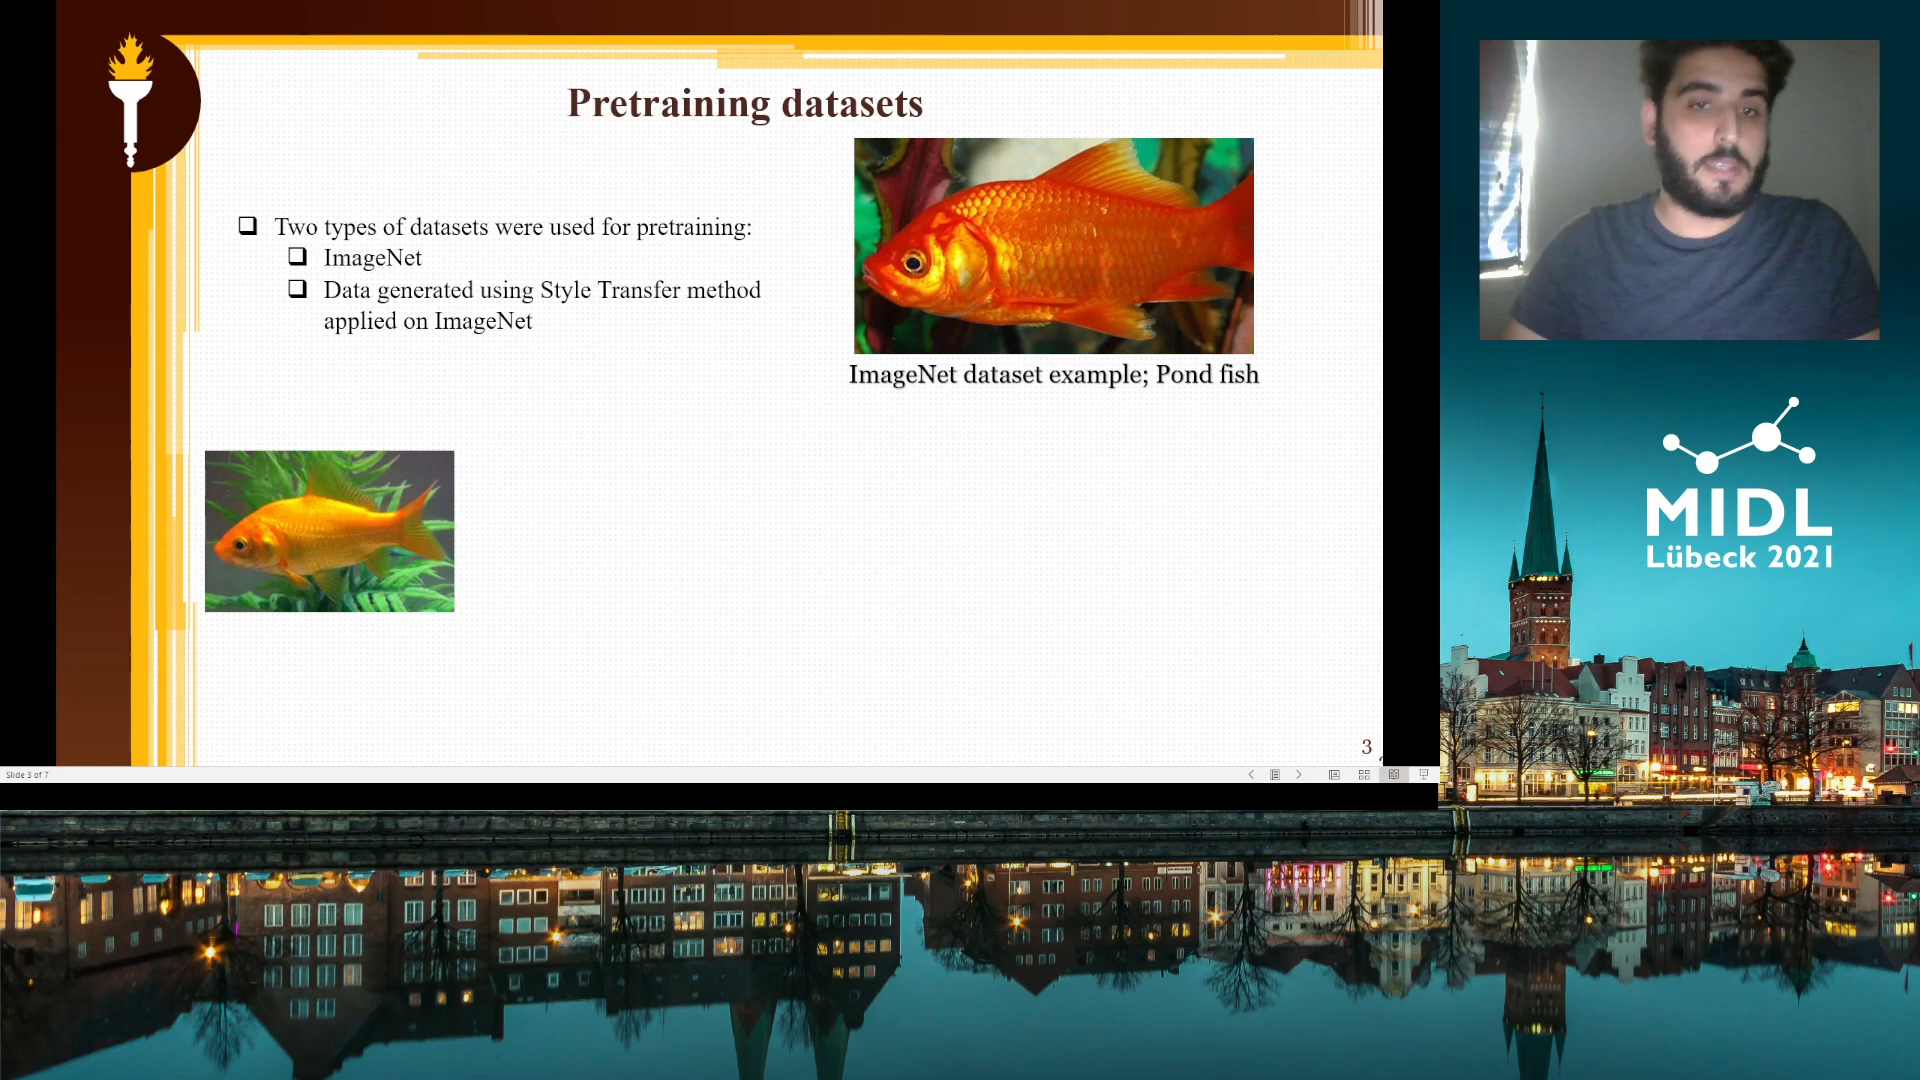 Pretraining datasets
❑ Two types of datasets were used for pretraining:
❑ ImageNet
❑ Data generated using Style Transfer method
applied on ImageNet
ImageNet dataset example; Pond fish
3
Slide 3 of 7
MIDL
Lübeck 2021